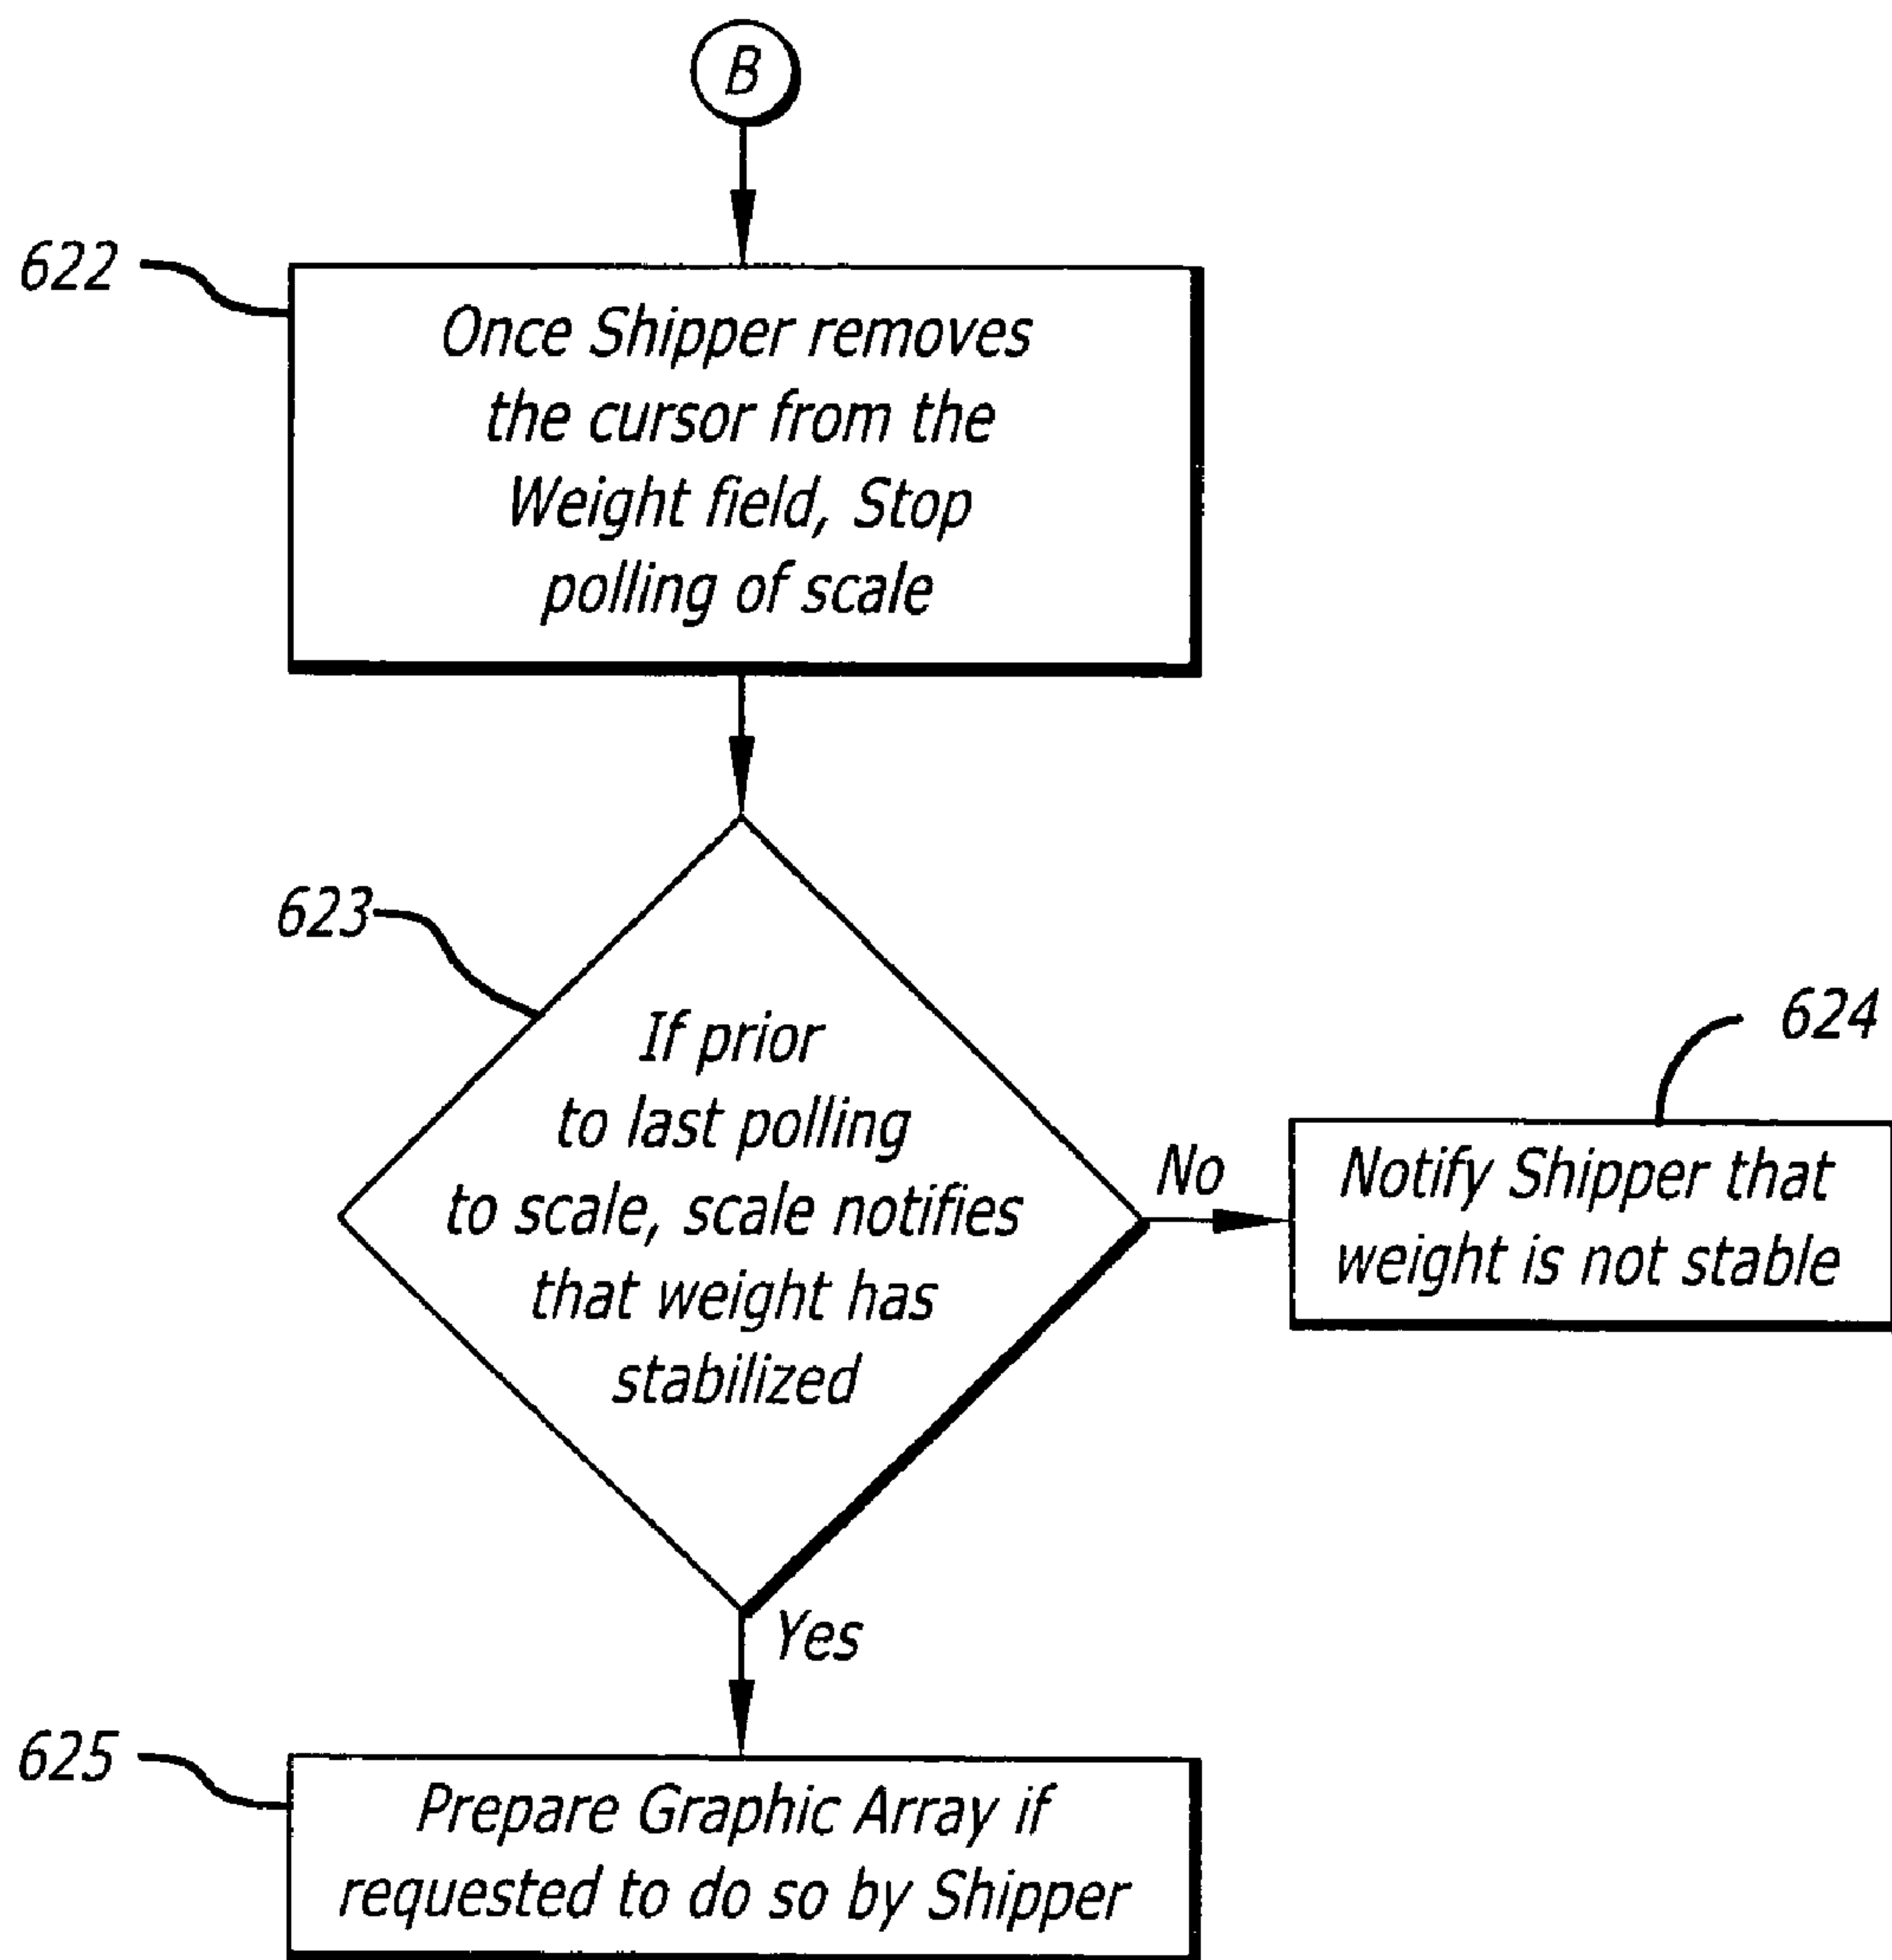 B
622
Once Shipper removes
the cursor from the
Weight field, Stop
polling of scale
623
If prior
to last polling
to scale, scale notifies
that weight has
stabilized
No
624
Notify Shipper that
weight is not stable
Yes
625
Prepare Graphic Array if
requested to do so by Shipper